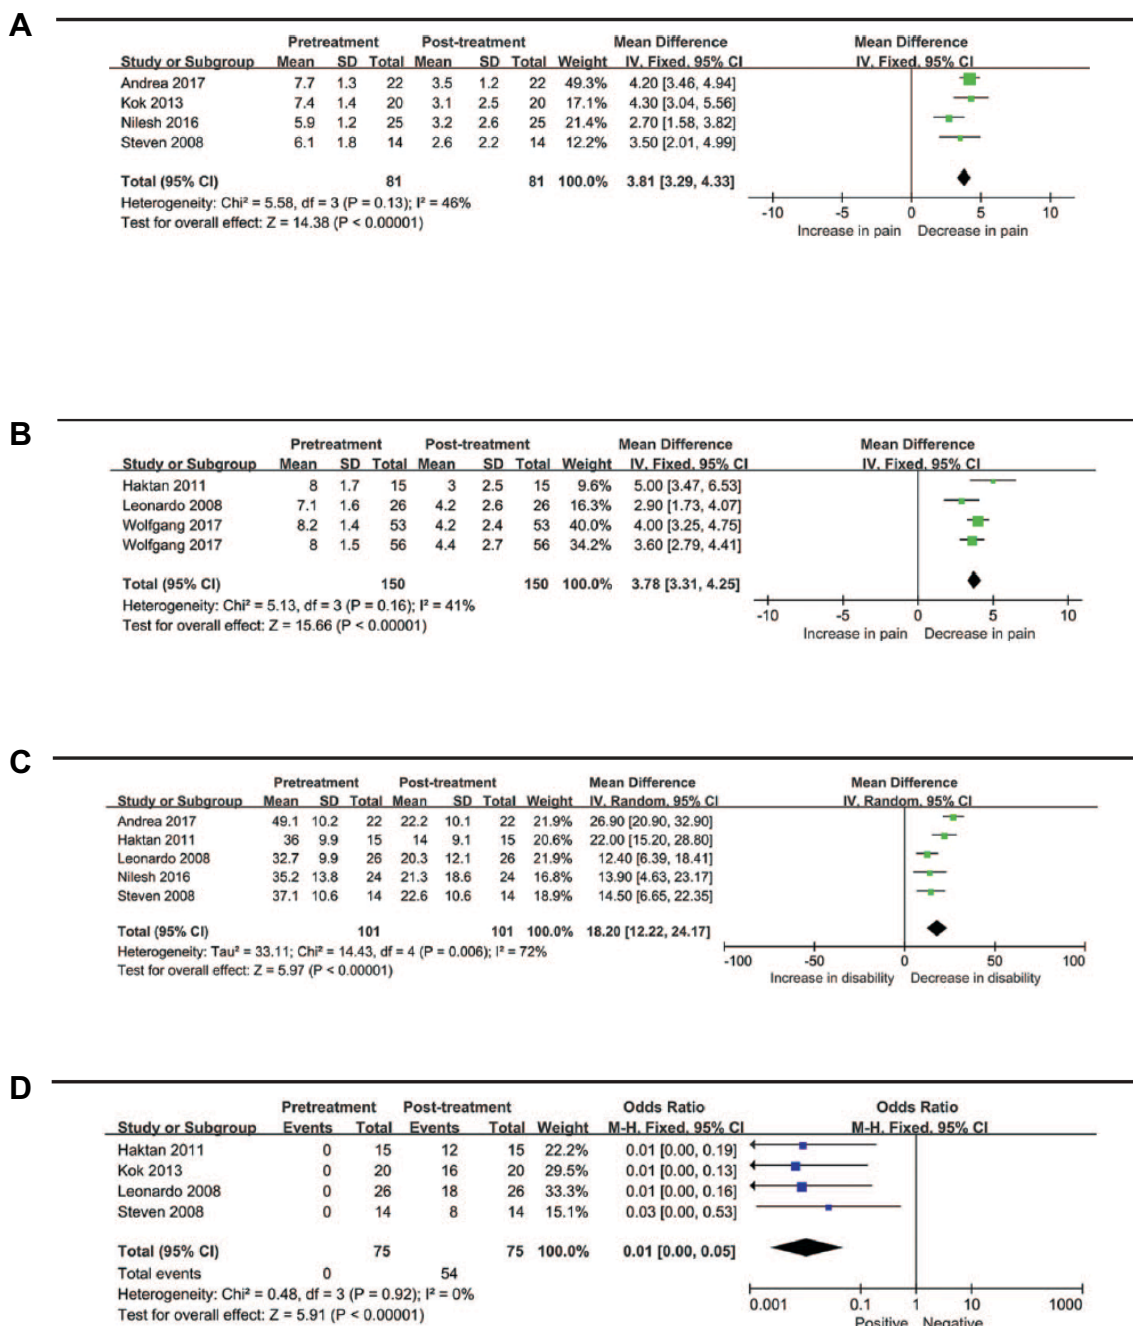 A
Pretreatment Post-treatment Mean Difference Mean Difference
Study or Subgroup Mean SD Total Mean SD Total Weight IV, Fixed, 95% CI IV, Fixed, 95% CI
Andrea 2017 7.7 1.3 22 3.5 1.2 22 49.3% 4.20 [3.46, 4.94]
Kok 2013 7.4 1.4 20 3.1 2.5 20 17.1% 4.30 [3.04, 5.56]
Nilesh 2016 5.9 1.2 25 3.2 2.6 25 21.4% 2.70 [1.58, 3.82]
Steven 2008 6.1 1.8 14 2.6 2.2 14 12.2% 3.50 [2.01, 4.99]
Total (95% CI) 81 81 100.0% 3.81 [3.29, 4.33]
Heterogeneity: Chi² = 5.58, df = 3 (P = 0.13); I² = 46%
Test for overall effect: Z = 14.38 (P < 0.00001)
-10 -5 0 5 10
Increase in pain Decrease in pain
B
Pretreatment Post-treatment Mean Difference Mean Difference
Study or Subgroup Mean SD Total Mean SD Total Weight IV, Fixed, 95% CI IV, Fixed, 95% CI
Haktan 2011 8 1.7 15 3 2.5 15 9.6% 5.00 [3.47, 6.53]
Leonardo 2008 7.1 1.6 26 4.2 2.6 26 16.3% 2.90 [1.73, 4.07]
Wolfgang 2017 8.2 1.4 53 4.2 2.4 53 40.0% 4.00 [3.25, 4.75]
Wolfgang 2017 8 1.5 56 4.4 2.7 56 34.2% 3.60 [2.79, 4.41]
Total (95% CI) 150 150 100.0% 3.78 [3.31, 4.25]
Heterogeneity: Chi² = 5.13, df = 3 (P = 0.16); I² = 41%
Test for overall effect: Z = 15.66 (P < 0.00001)
-10 -5 0 5 10
Increase in pain Decrease in pain
C
Pretreatment Post-treatment Mean Difference Mean Difference
Study or Subgroup Mean SD Total Mean SD Total Weight IV, Random, 95% CI IV, Random, 95% CI
Andrea 2017 49.1 10.2 22 22.2 10.1 22 21.9% 26.90 [20.90, 32.90]
Haktan 2011 36 9.9 15 14 9.1 15 20.6% 22.00 [15.20, 28.80]
Leonardo 2008 32.7 9.9 26 20.3 12.1 26 21.9% 12.40 [6.39, 18.41]
Nilesh 2016 35.2 13.8 24 21.3 18.6 24 16.8% 13.90 [4.63, 23.17]
Steven 2008 37.1 10.6 14 22.6 10.6 14 18.9% 14.50 [6.65, 22.35]
Total (95% CI) 101 101 100.0% 18.20 [12.22, 24.17]
Heterogeneity: Tau² = 33.11; Chi² = 14.43, df = 4 (P = 0.006); I² = 72%
Test for overall effect: Z = 5.97 (P < 0.00001)
-100 -50 0 50 100
Increase in disability Decrease in disability
D
Pretreatment Post-treatment Odds Ratio Odds Ratio
Study or Subgroup Events Total Events Total Weight M-H, Fixed, 95% CI M-H, Fixed, 95% CI
Haktan 2011 0 15 12 15 22.2% 0.01 [0.00, 0.19]
Kok 2013 0 20 16 20 29.5% 0.01 [0.00, 0.13]
Leonardo 2008 0 26 18 26 33.3% 0.01 [0.00, 0.16]
Steven 2008 0 14 8 14 15.1% 0.03 [0.00, 0.53]
Total (95% CI) 75 75 100.0% 0.01 [0.00, 0.05]
Total events 0 54
Heterogeneity: Chi² = 0.48, df = 3 (P = 0.92); I² = 0%
Test for overall effect: Z = 5.91 (P < 0.00001)
0.001 0.1 1 10 1000
Positive Negative